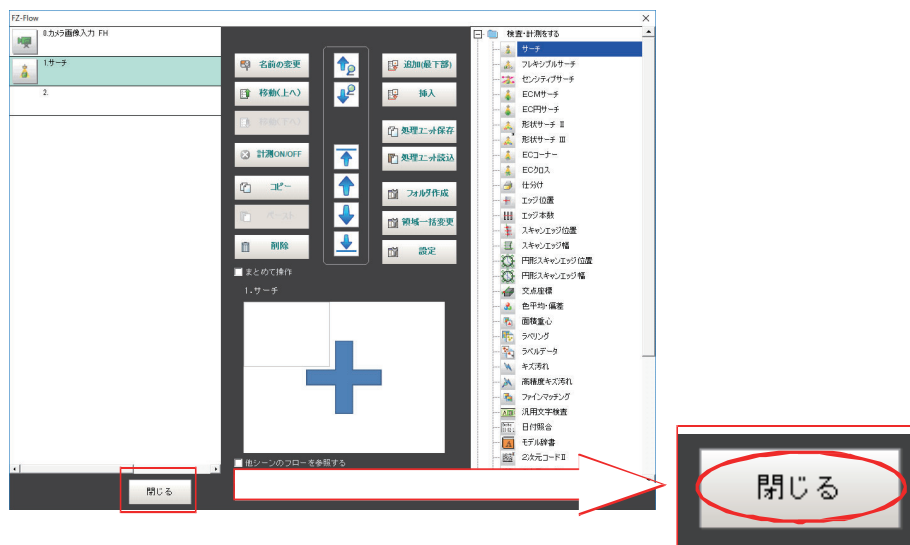 FZ-Flow
0.カメラ画像入力 FH
1.サーチ
2.
名前の変更
移動(上へ)
移動(下へ)
計測ON/OFF
コピー
ペースト
削除
追加(最下部)
挿入
処理ユニット保存
処理ユニット読込
フォルダ作成
領域一括変更
設定
まとめて操作
1.サーチ
他シーンのフローを参照する
閉じる
検査・計測をする
サーチ
フレキシブルサーチ
センシティブサーチ
ECMサーチ
EC円サーチ
形状サーチ Ⅱ
形状サーチ Ⅲ
ECコーナー
ECクロス
仕分け
エッジ位置
エッジ本数
スキャンエッジ位置
スキャンエッジ幅
円形スキャンエッジ位置
円形スキャンエッジ幅
交点座標
色平均・偏差
面積重心
ラベリング
ラベルデータ
キズ汚れ
高精度キズ汚れ
ファインマッチング
汎用文字検査
日付照合
モデル辞書
2次元コードⅡ
閉じる